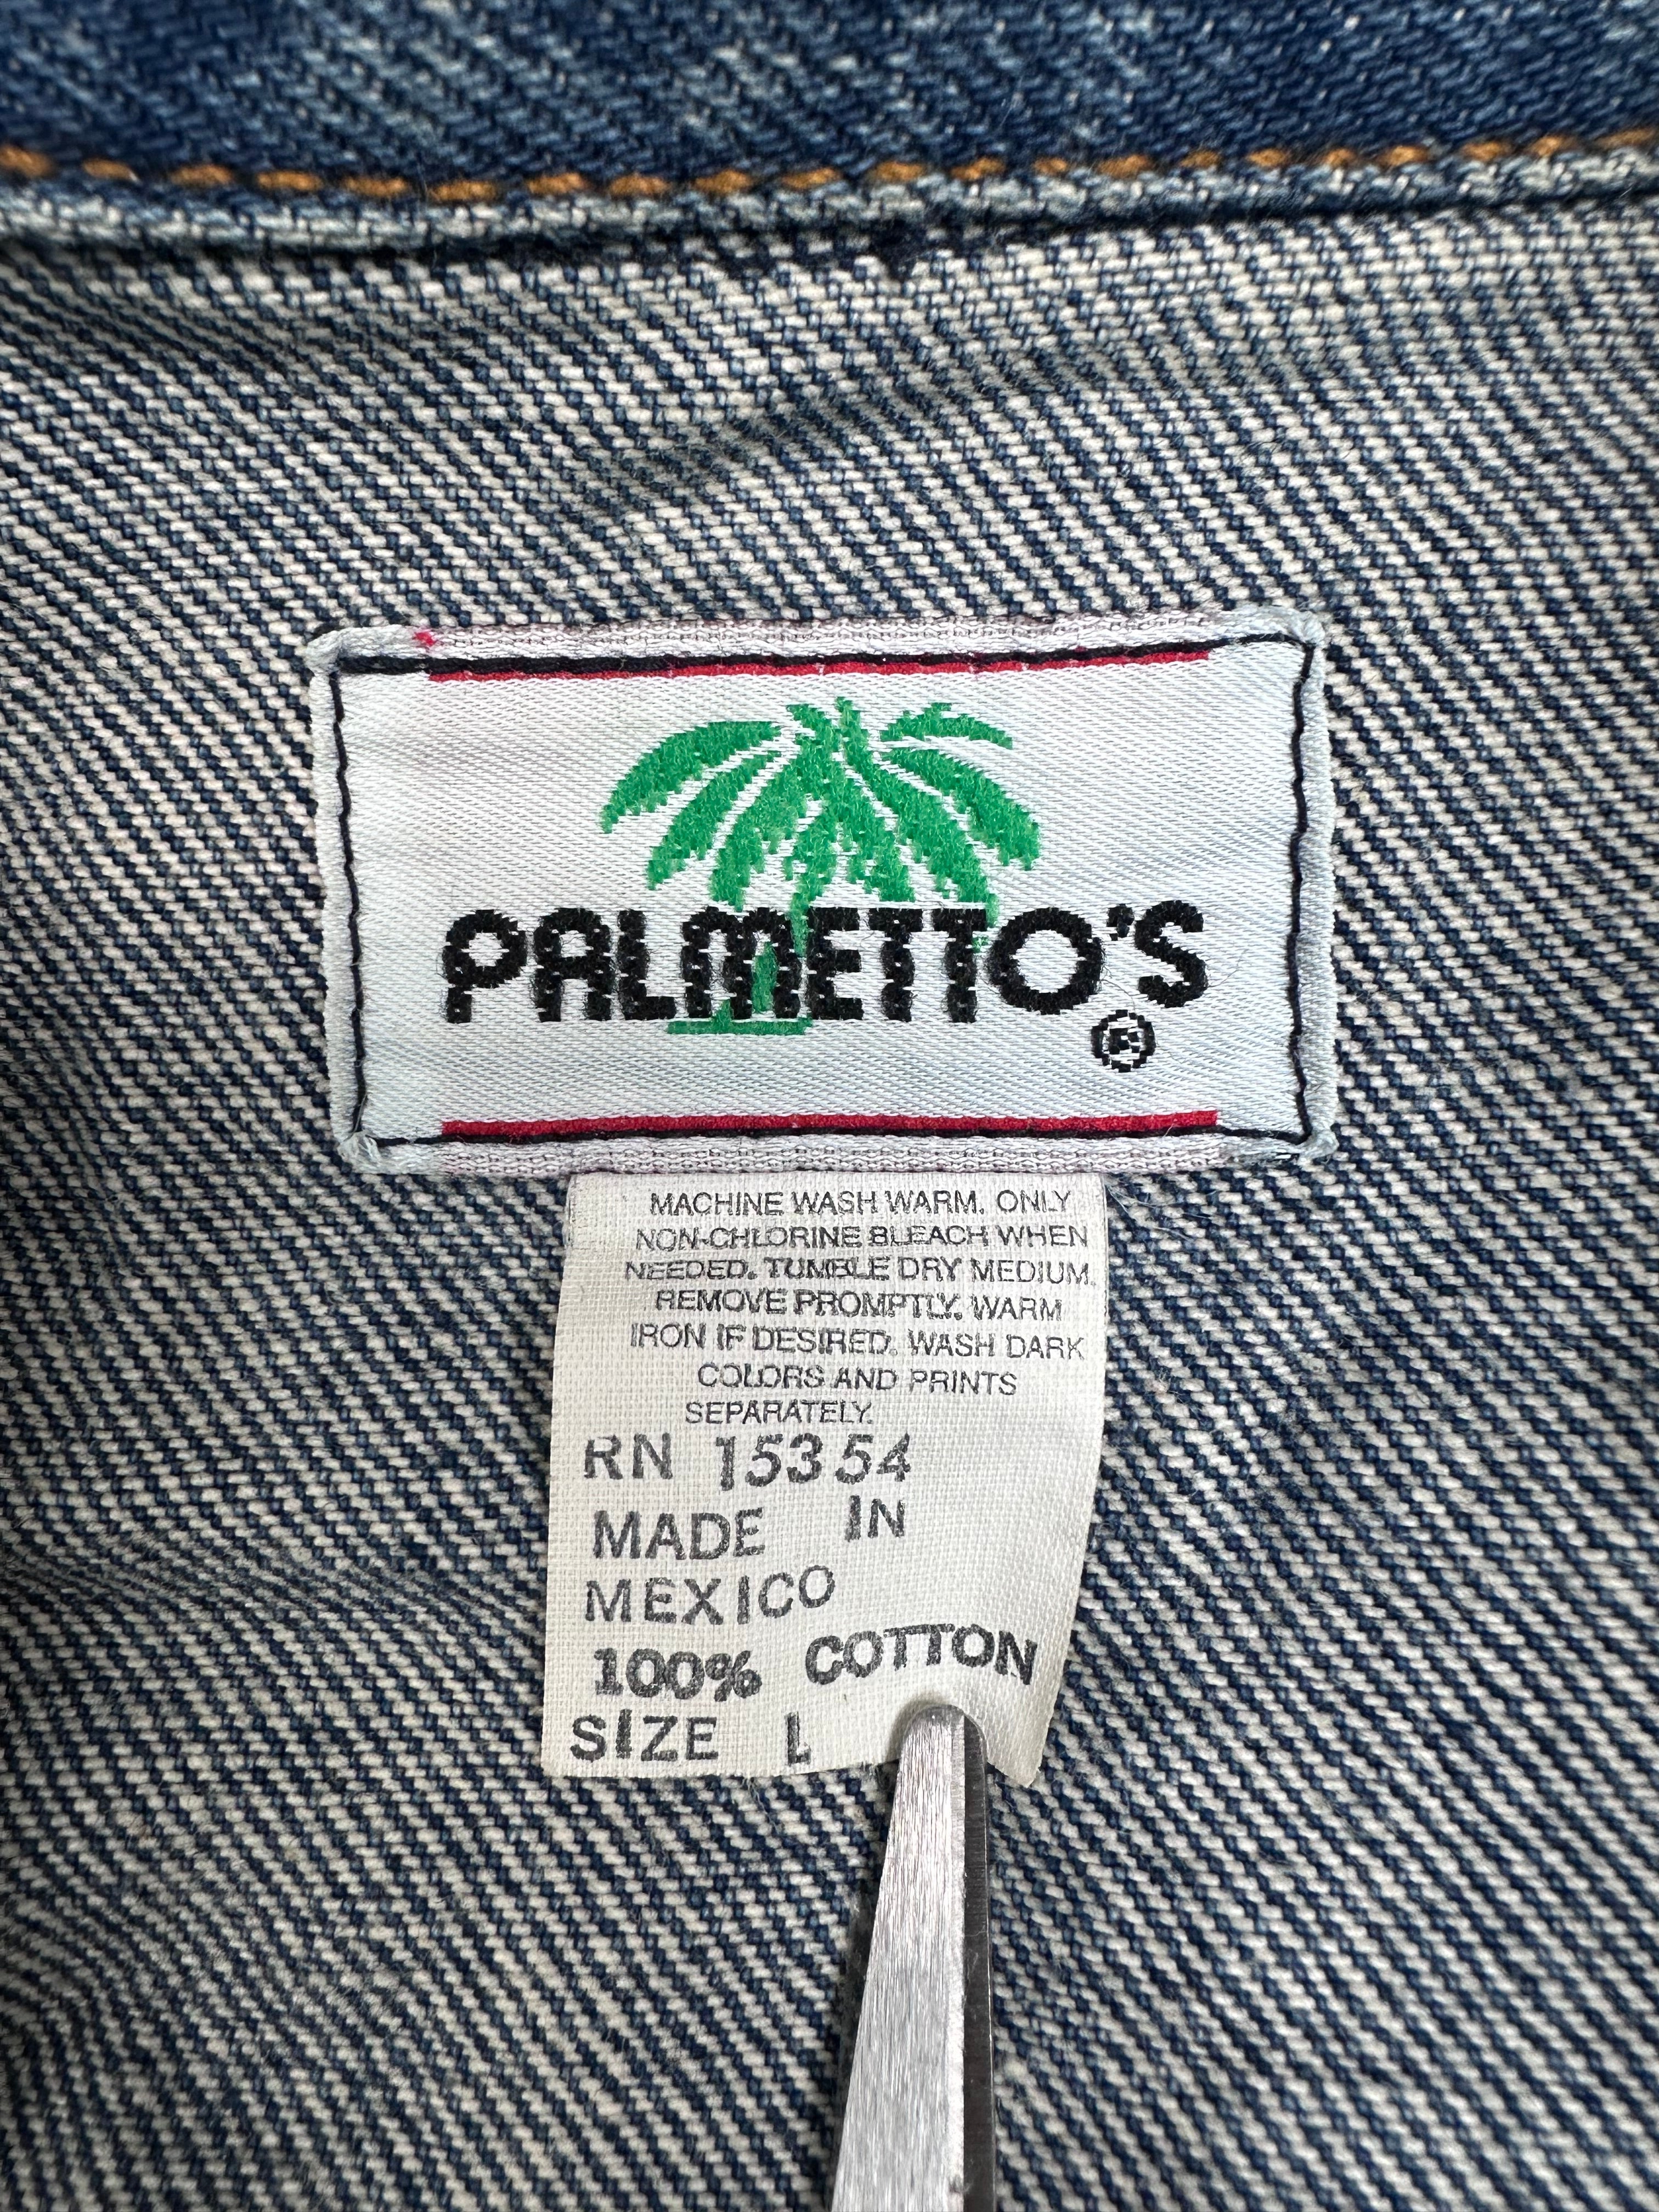 PALMETTO'S
®
MACHINE WASH WARM. ONLY
NON-CHLORINE BLEACH WHEN
NEEDED. TUMBLE DRY MEDIUM.
REMOVE PROMPTLY. WARM
IRON IF DESIRED. WASH DARK
COLORS AND PRINTS
SEPARATELY.
RN 15354
MADE IN
MEXICO
100% COTTON
SIZE L